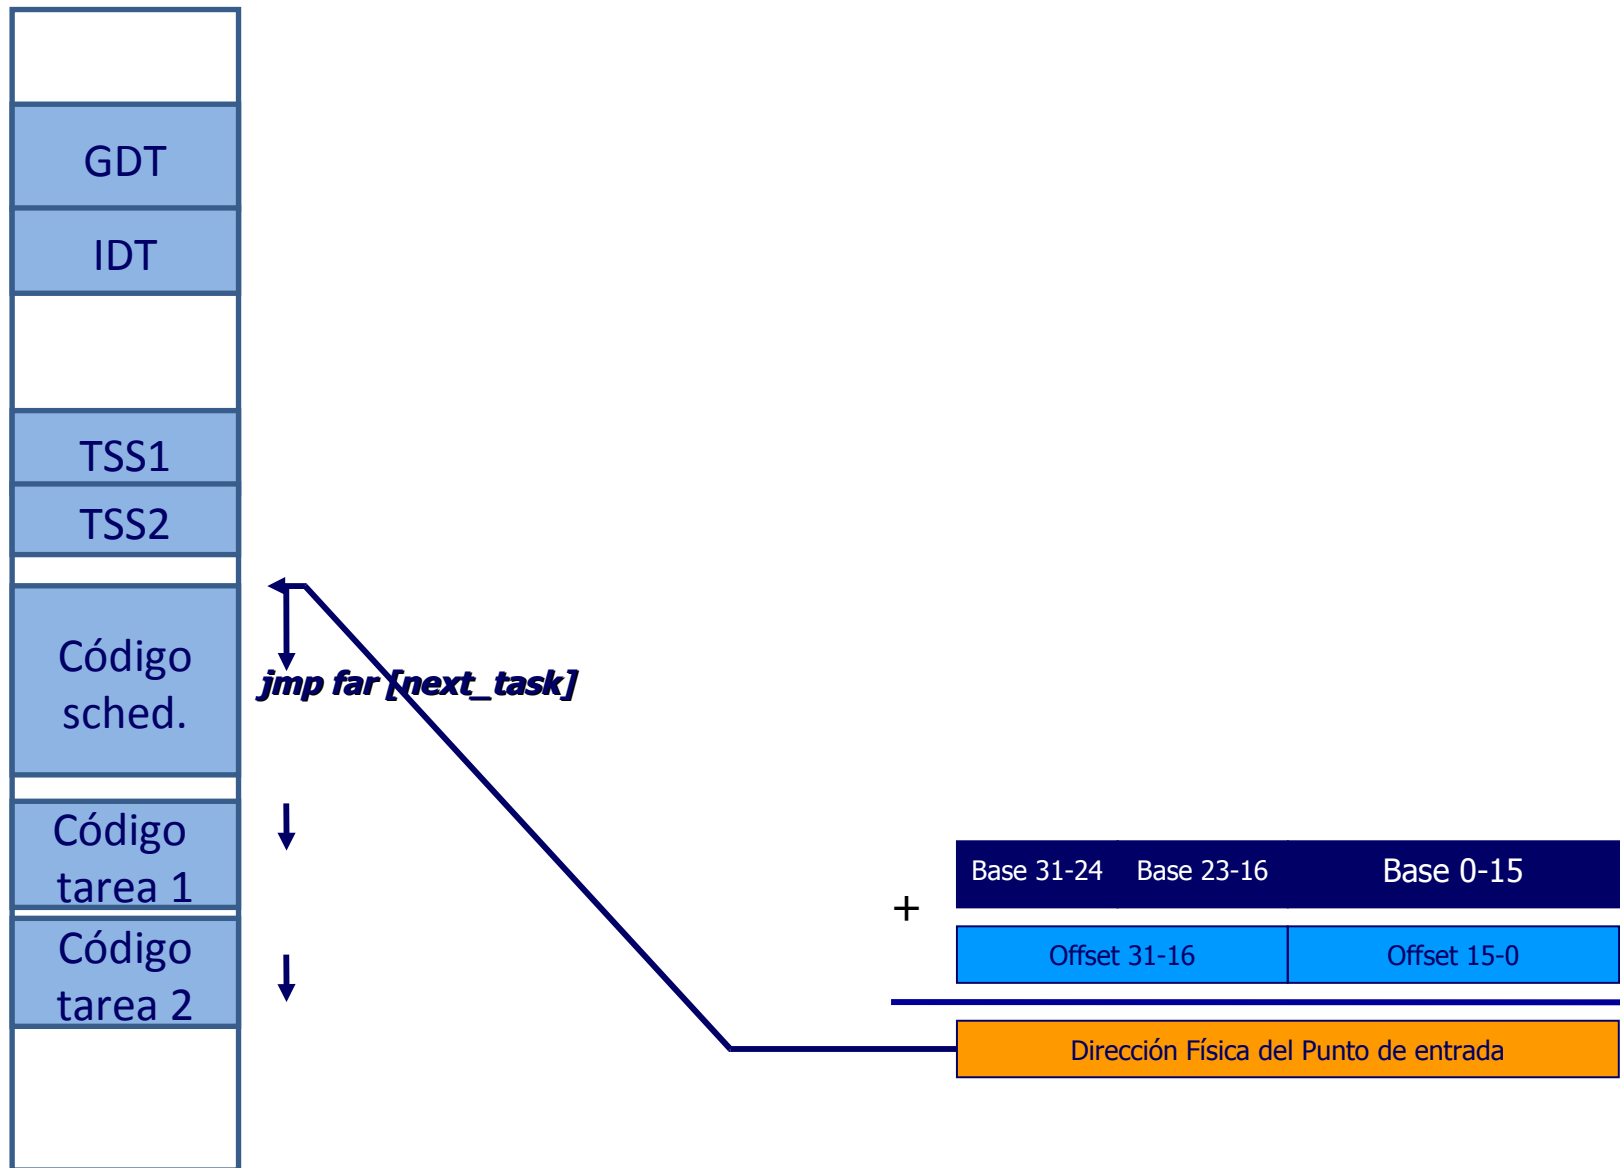 GDT
IDT
TSS1
TSS2
Código
sched.
jmp far [next_task]
Código
tarea 1
Código
tarea 2
Base 31-24 Base 23-16 Base 0-15
+
Offset 31-16 Offset 15-0
Dirección Física del Punto de entrada